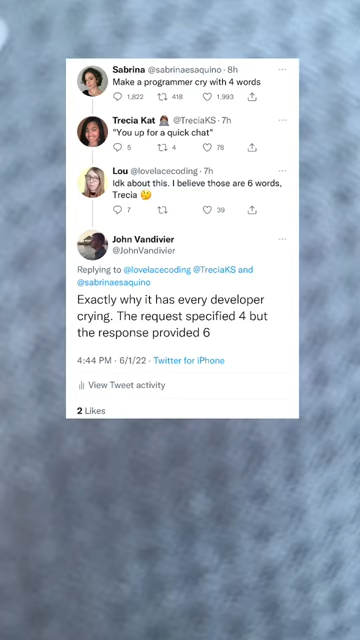 Sabrina @sabrinaesaquino · 8h
Make a programmer cry with 4 words
1,822 418 1,993
Trecia Kat 👩🏽‍💻 @TreciaKS · 7h
"You up for a quick chat"
5 4 78
Lou @lovelacecoding · 7h
Idk about this. I believe those are 6 words,
Trecia 🤔
7 39
John Vandivier
@JohnVandivier
Replying to @lovelacecoding @TreciaKS and
@sabrinaesaquino
Exactly why it has every developer
crying. The request specified 4 but
the response provided 6
4:44 PM · 6/1/22 · Twitter for iPhone
View Tweet activity
2 Likes